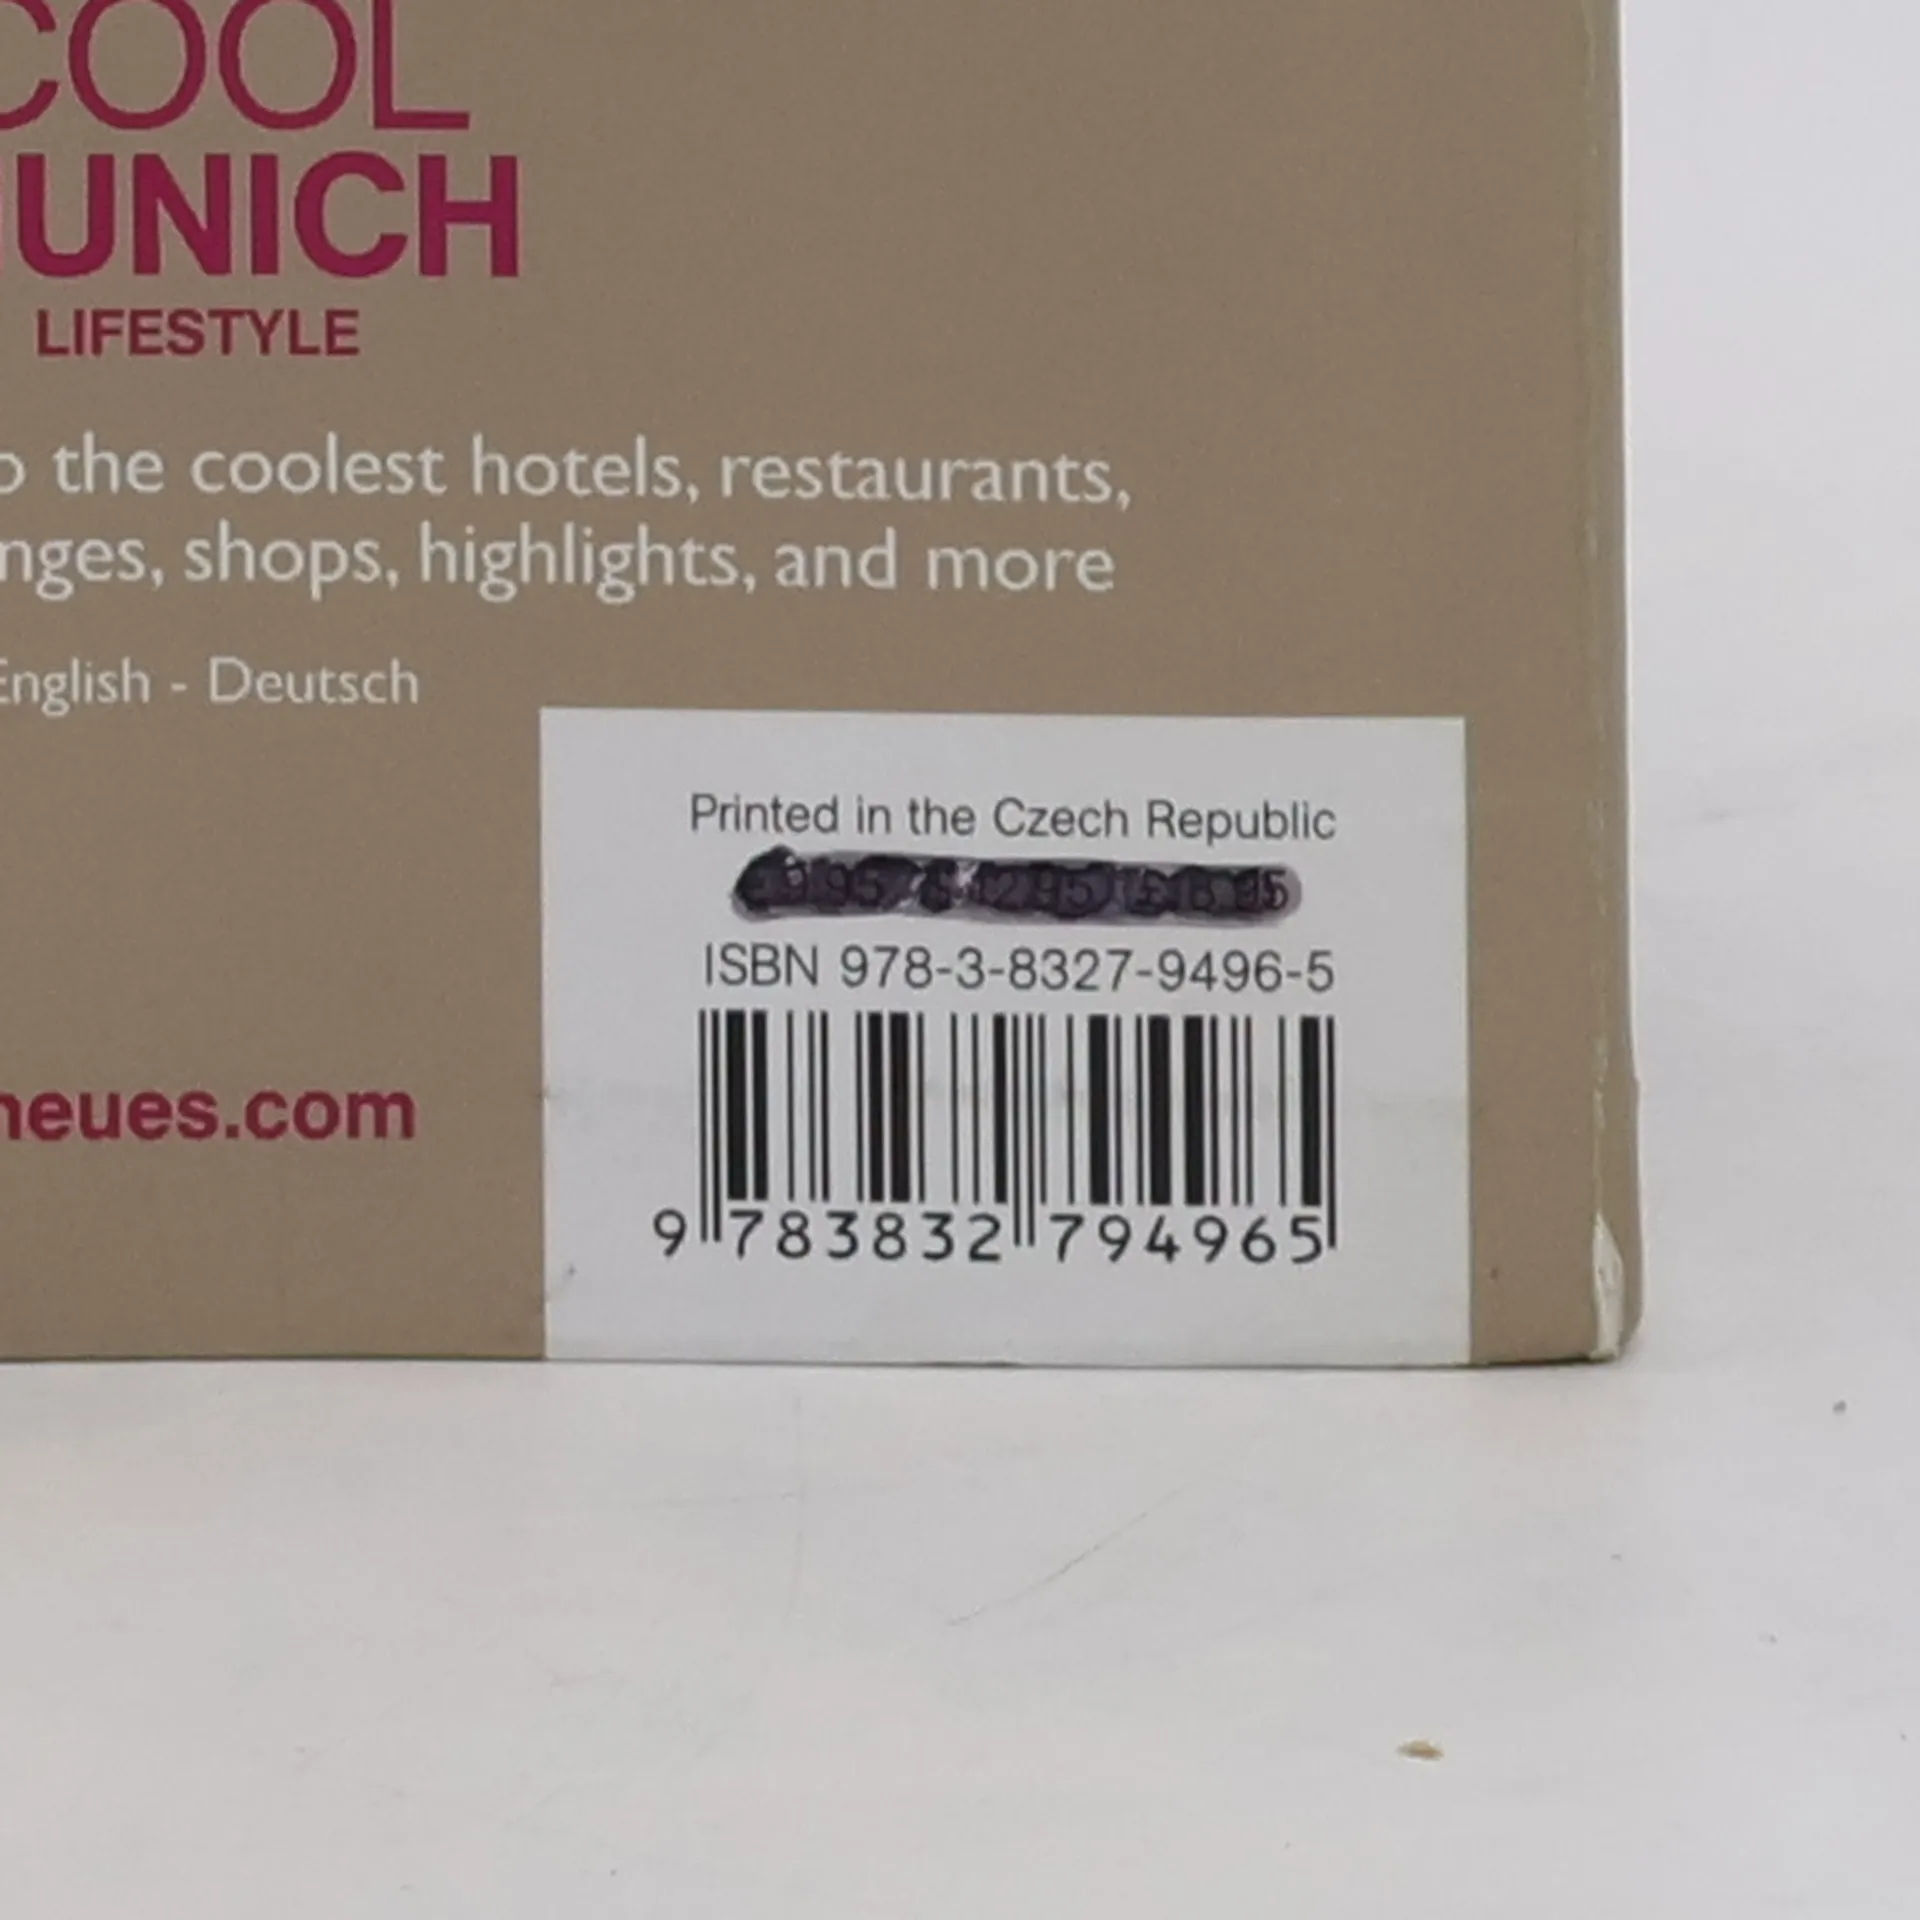 COOL
UNICH
LIFESTYLE
o the coolest hotels, restaurants,
nges, shops, highlights, and more
English - Deutsch
Printed in the Czech Republic
ISBN 978-3-8327-9496-5
neues.com
9 783832 794965